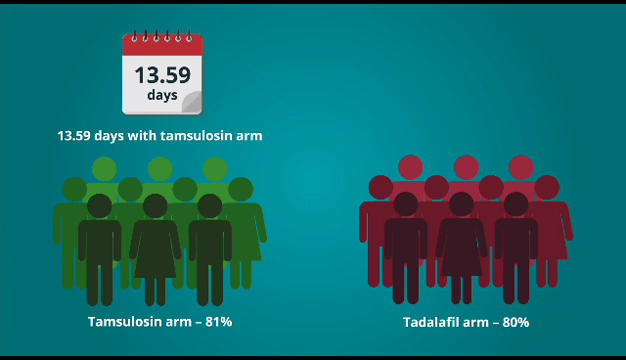 13.59
days
13.59 days with tamsulosin arm
Tamsulosin arm – 81%
Tadalafil arm – 80%